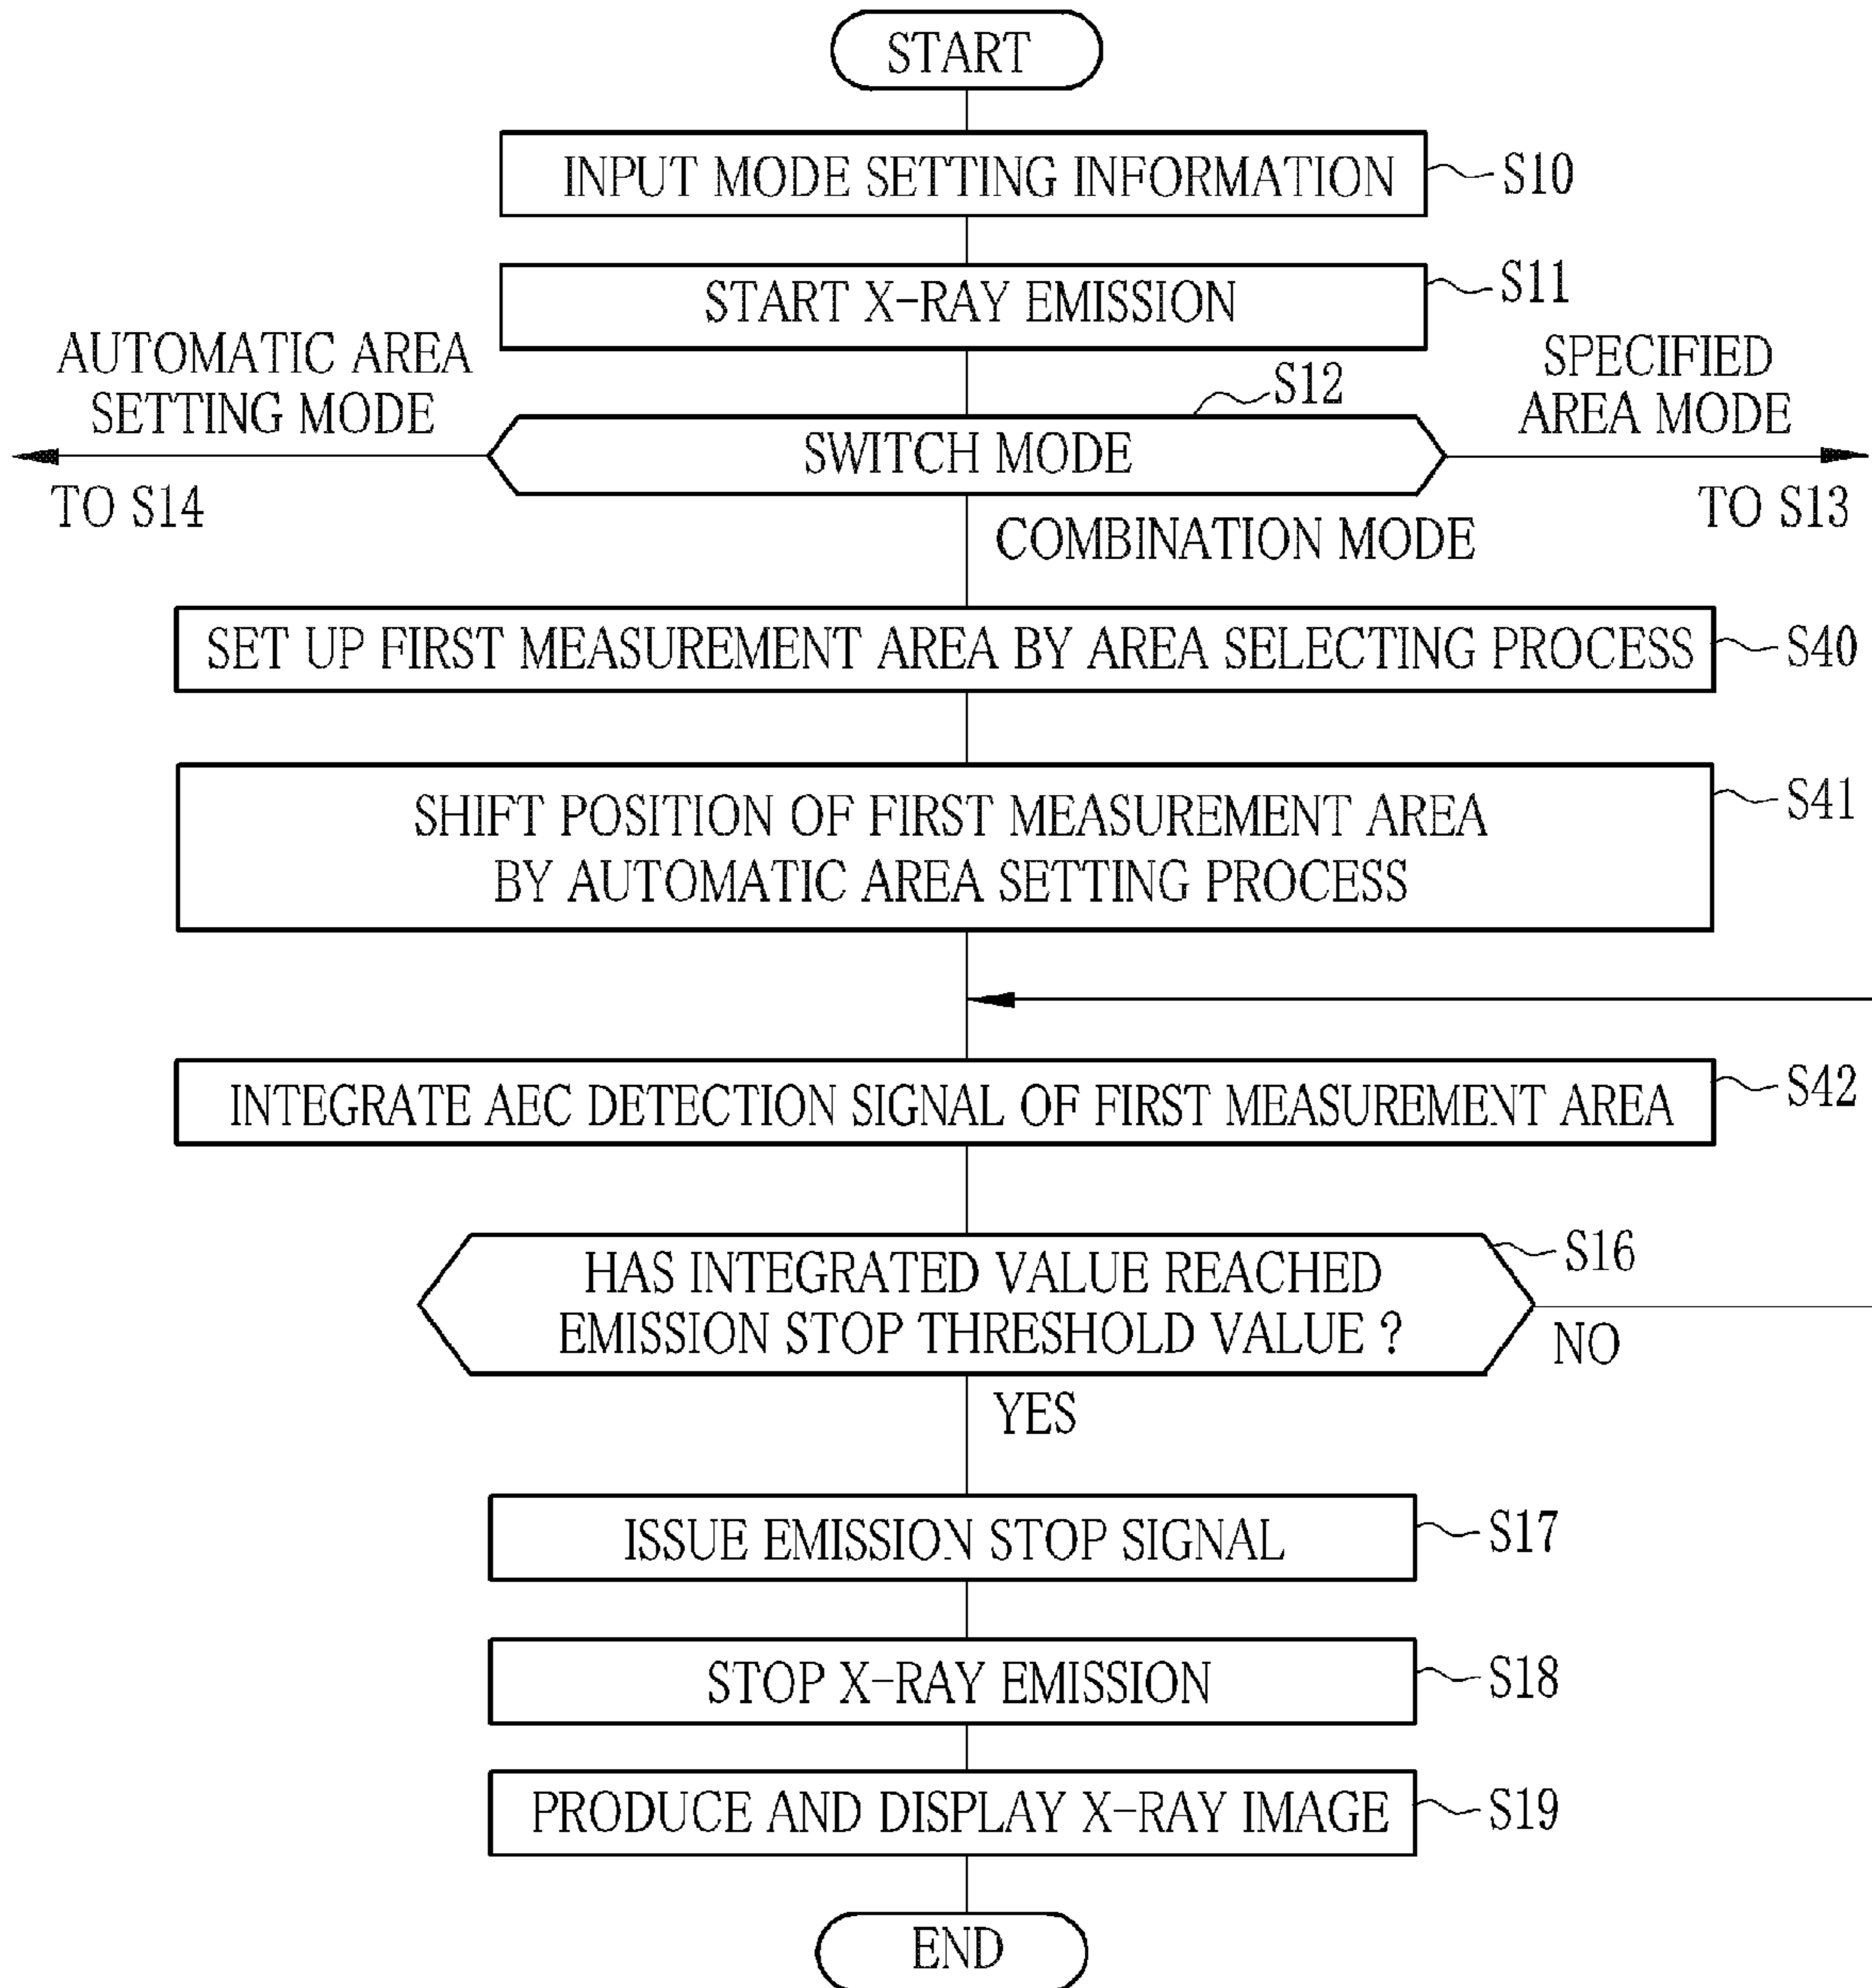 START
INPUT MODE SETTING INFORMATION
S10
START X-RAY EMISSION
S11
AUTOMATIC AREA
SETTING MODE
TO S14
SWITCH MODE
S12
SPECIFIED
AREA MODE
TO S13
COMBINATION MODE
SET UP FIRST MEASUREMENT AREA BY AREA SELECTING PROCESS
S40
SHIFT POSITION OF FIRST MEASUREMENT AREA
BY AUTOMATIC AREA SETTING PROCESS
S41
INTEGRATE AEC DETECTION SIGNAL OF FIRST MEASUREMENT AREA
S42
HAS INTEGRATED VALUE REACHED
EMISSION STOP THRESHOLD VALUE ?
S16
NO
YES
ISSUE EMISSION STOP SIGNAL
S17
STOP X-RAY EMISSION
S18
PRODUCE AND DISPLAY X-RAY IMAGE
S19
END